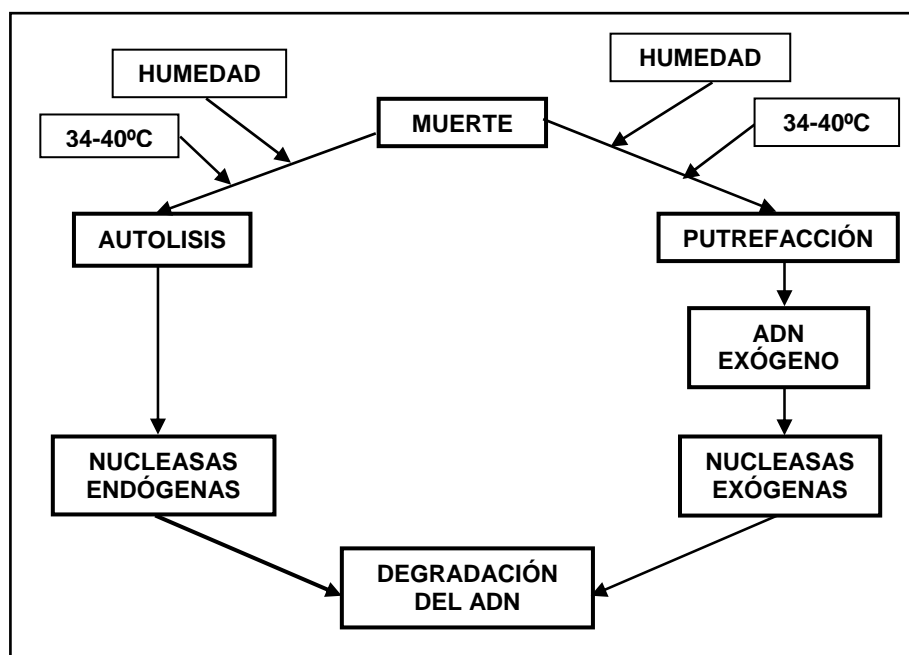 HUMEDAD
HUMEDAD
MUERTE
34-40ºC
34-40ºC
AUTOLISIS
PUTREFACCIÓN
ADN
EXÓGENO
NUCLEASAS
ENDÓGENAS
NUCLEASAS
EXÓGENAS
DEGRADACIÓN
DEL ADN